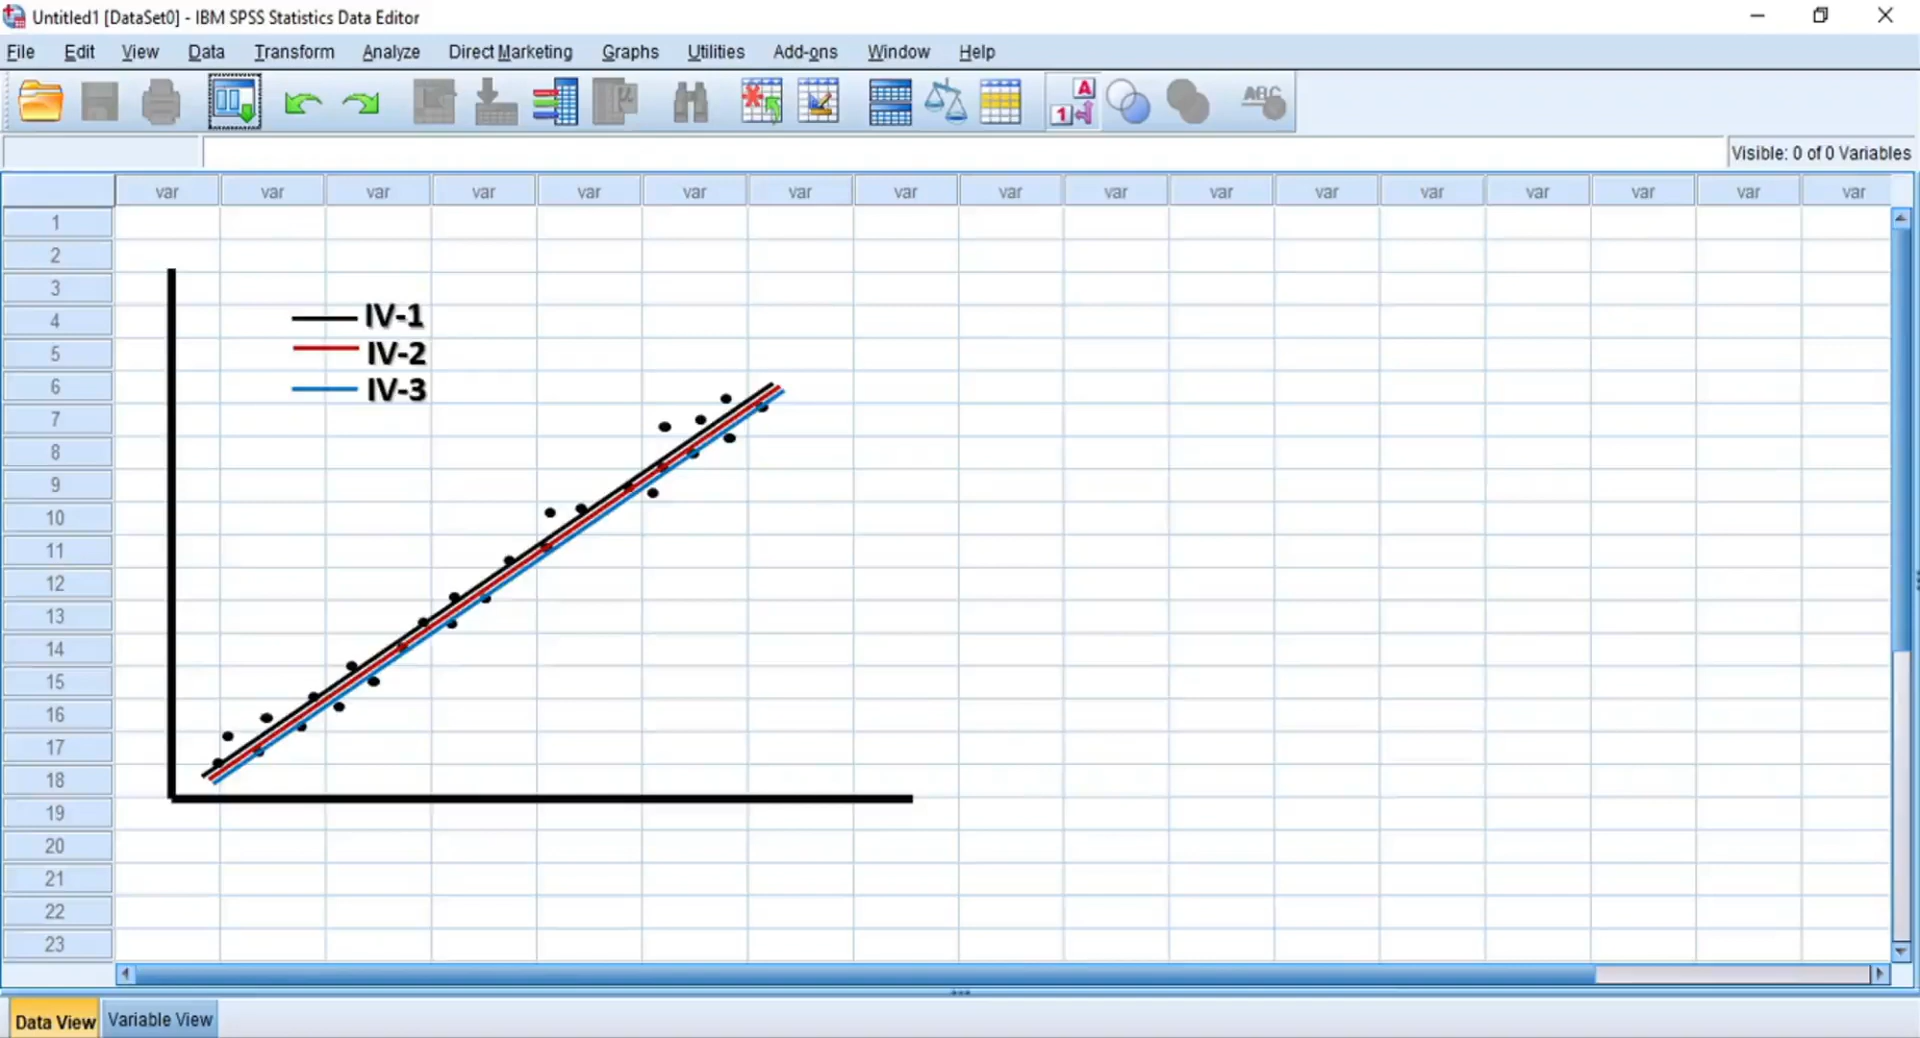 Untitled1 [DataSet0] - IBM SPSS Statistics Data Editor
File Edit View Data Transform Analyze Direct Marketing Graphs Utilities Add-ons Window Help
A
1
ABC
Visible: 0 of 0 Variables
var var var var var var var var var var var var var var var var var
1
2
3
4
5
6
7
8
9
10
11
12
13
14
15
16
17
18
19
20
21
22
23
IV-1
IV-2
IV-3
Data View Variable View